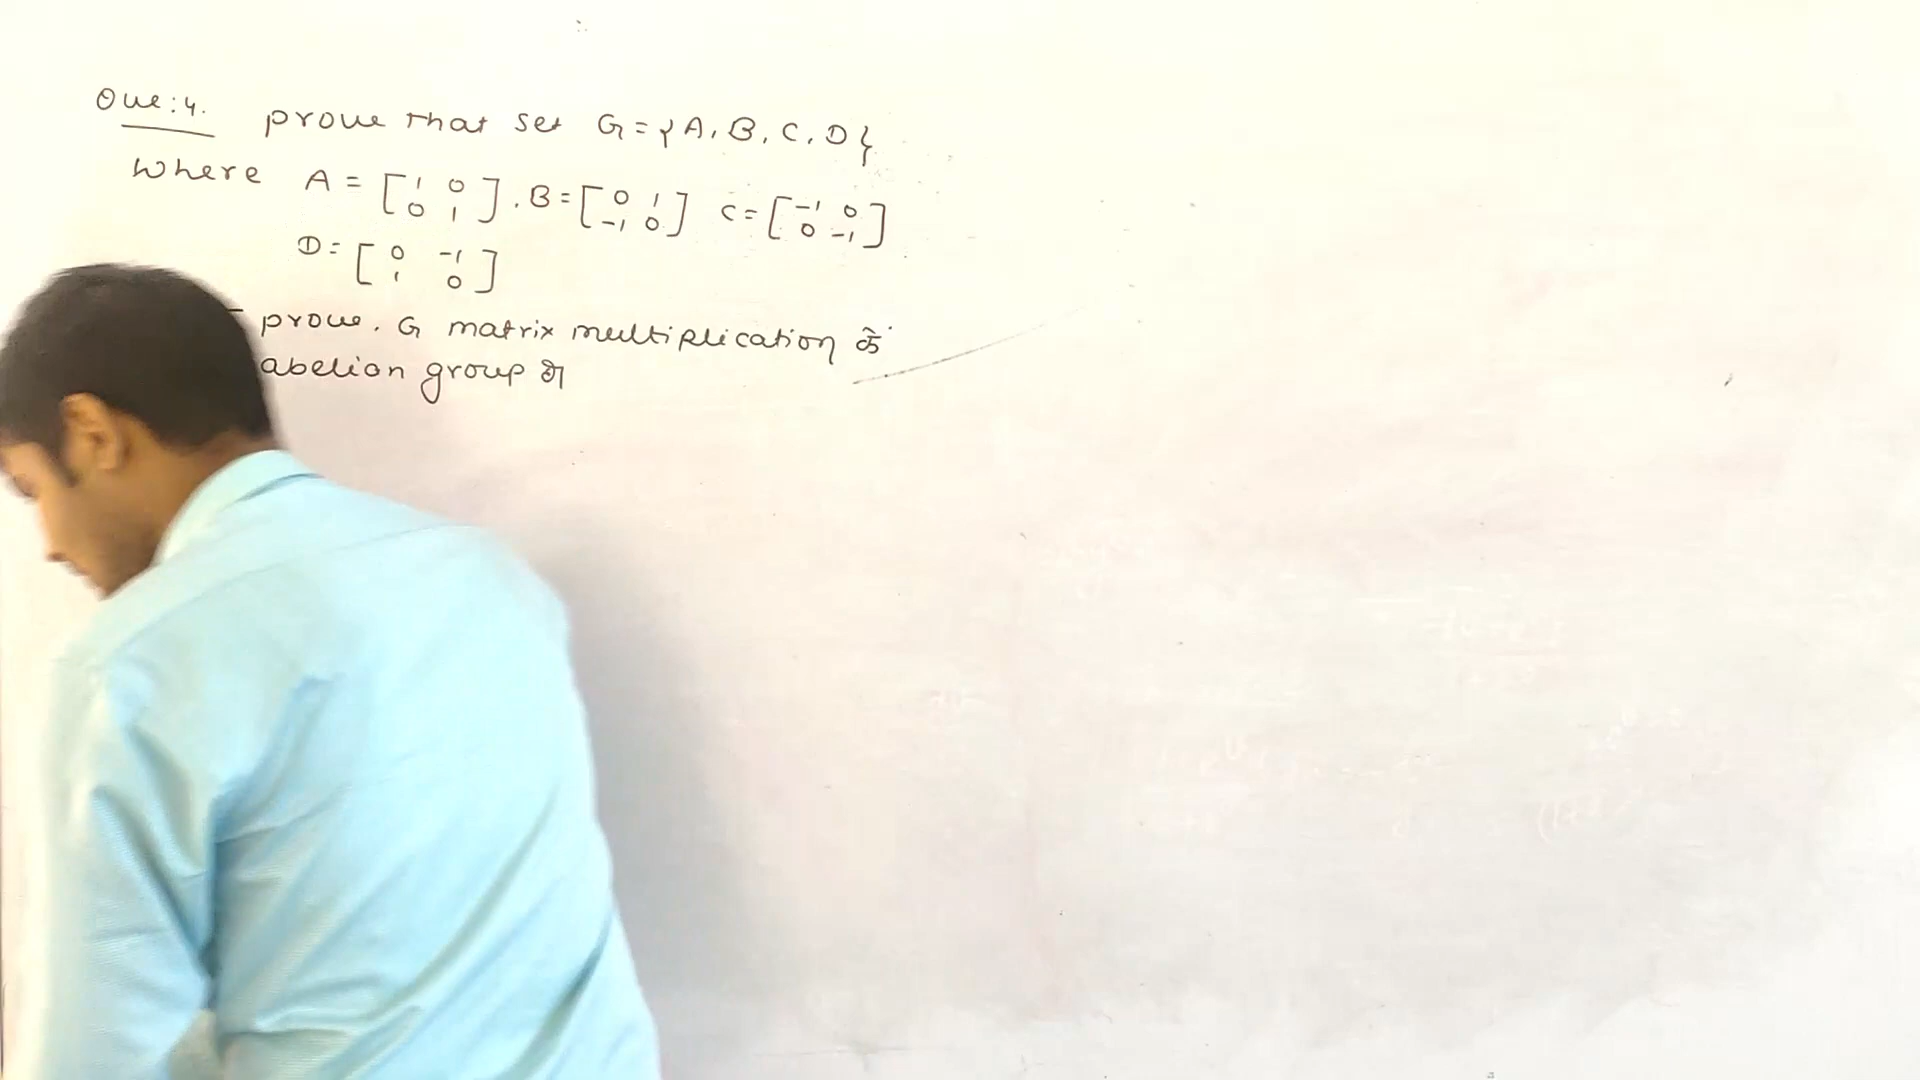 Que:4. prove that set G = {A, B, C, D}
where A = [1 0 0 1]. B = [0 1 -1 0] C = [-1 0 0 -1]
D = [0 -1 1 0]
prove. G matrix multiplication के
abelion group है